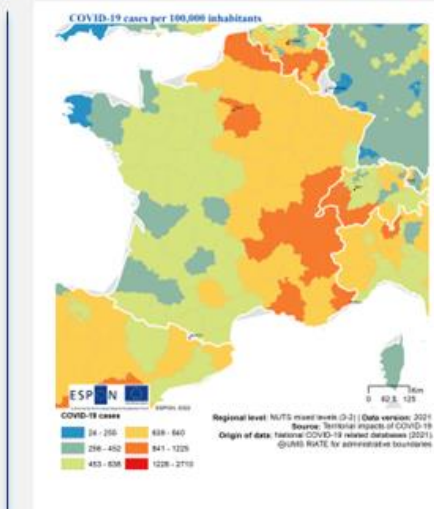 COVID-19 cases per 100,000 inhabitants
ESPON
ESPON, 2022
COVID-19 cases
24 - 255
256 - 452
453 - 638
639 - 840
841 - 1225
1226 - 2710
Km
0 62.5 125
Regional level: NUTS mixed levels (3-2) | Data version: 2021
Source: Territorial impacts of COVID-19
Origin of data: National COVID-19 related databases (2021)
@UMS RIATE for administrative boundaries